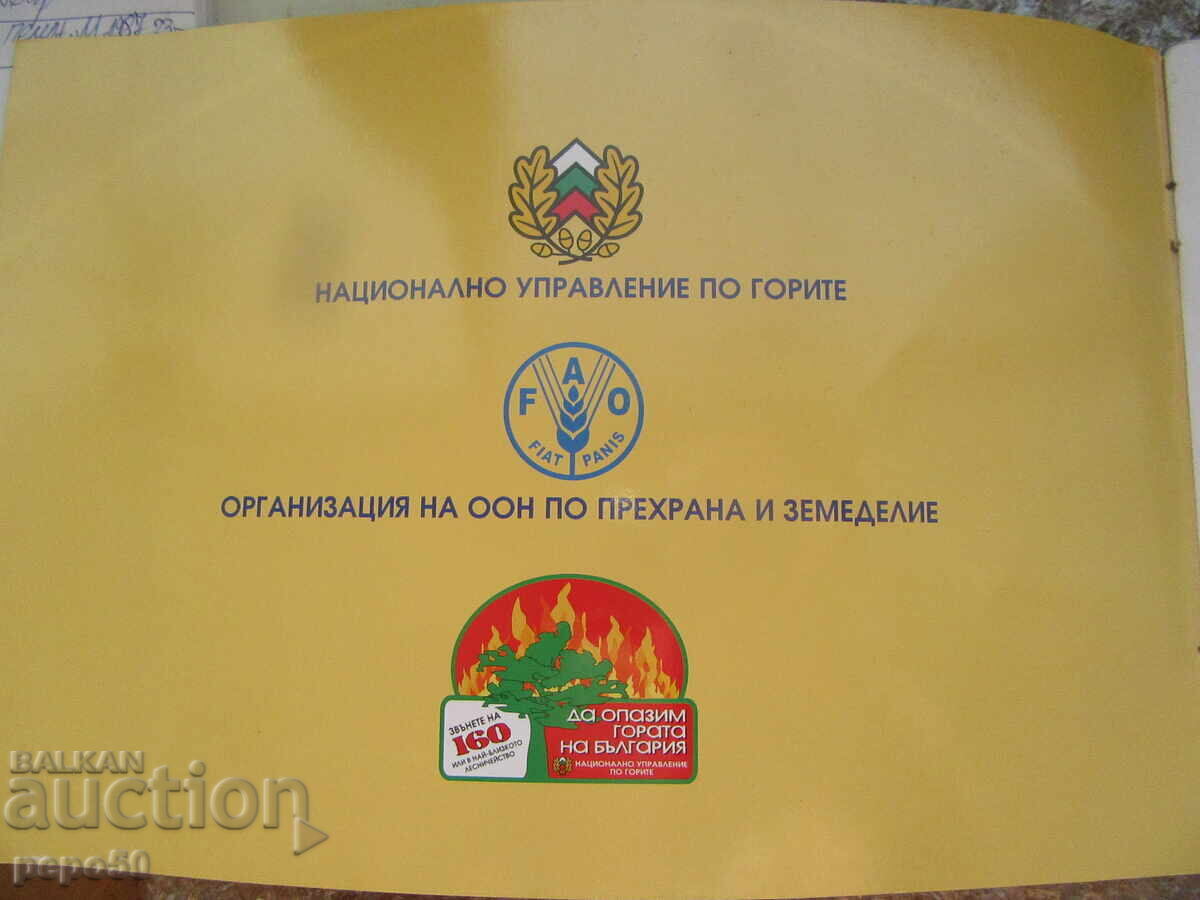 НАЦИОНАЛНО УПРАВЛЕНИЕ ПО ГОРИТЕ
F A O
FIAT PANIS
ОРГАНИЗАЦИЯ НА ООН ПО ПРЕХРАНА И ЗЕМЕДЕЛИЕ
ЗВЪНЕТЕ НА
160
ИЛИ В НАЙ-БЛИЗКОТО
ЛЕСНИЧЕЙСТВО
ДА ОПАЗИМ
ГОРАТА
НА БЪЛГАРИЯ
НАЦИОНАЛНО УПРАВЛЕНИЕ
ПО ГОРИТЕ
BALKAN
auction
pepo50